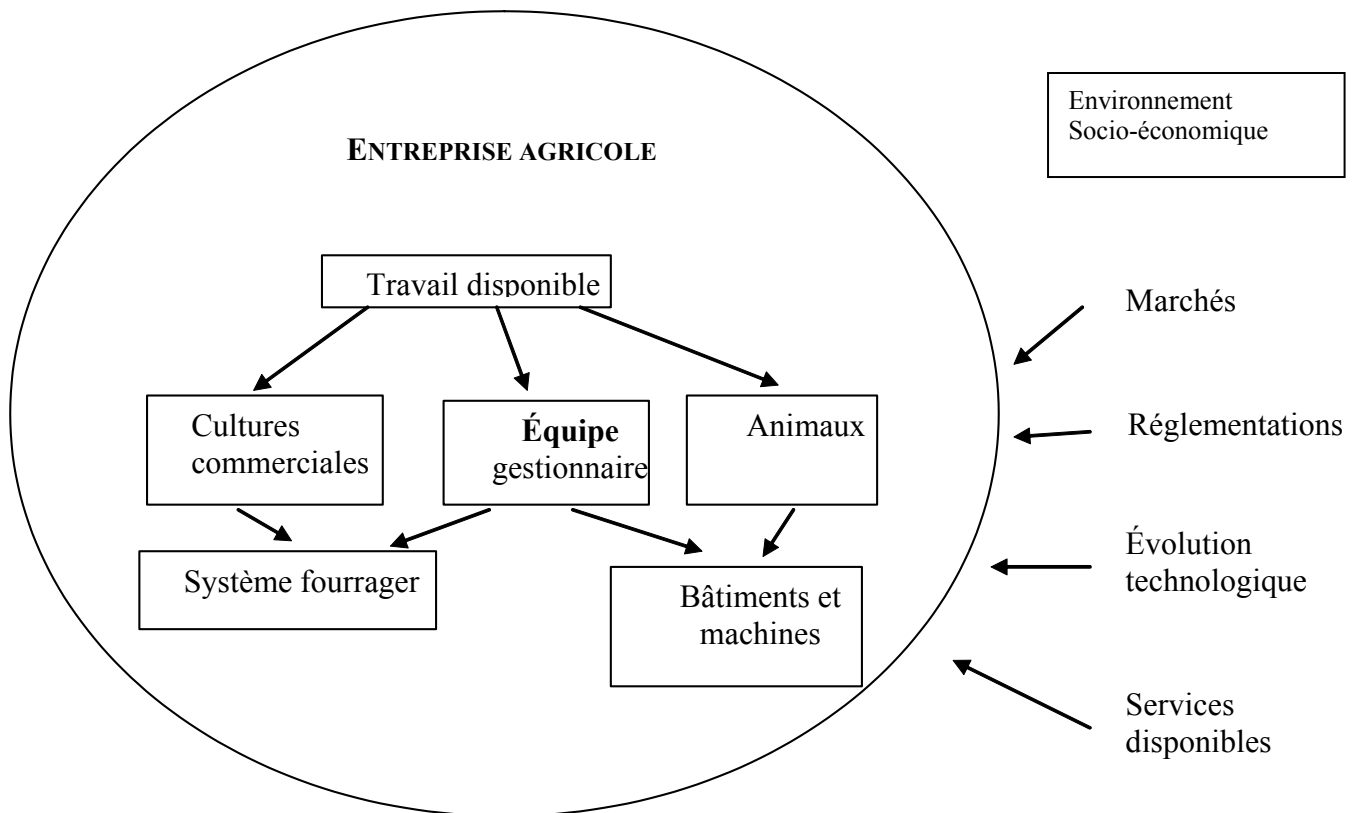 Environnement
Socio-économique
ENTREPRISE AGRICOLE
Travail disponible
Marchés
Cultures
commerciales
Équipe
gestionnaire
Animaux
Réglementations
Système fourrager
Bâtiments et
machines
Évolution
technologique
Services
disponibles